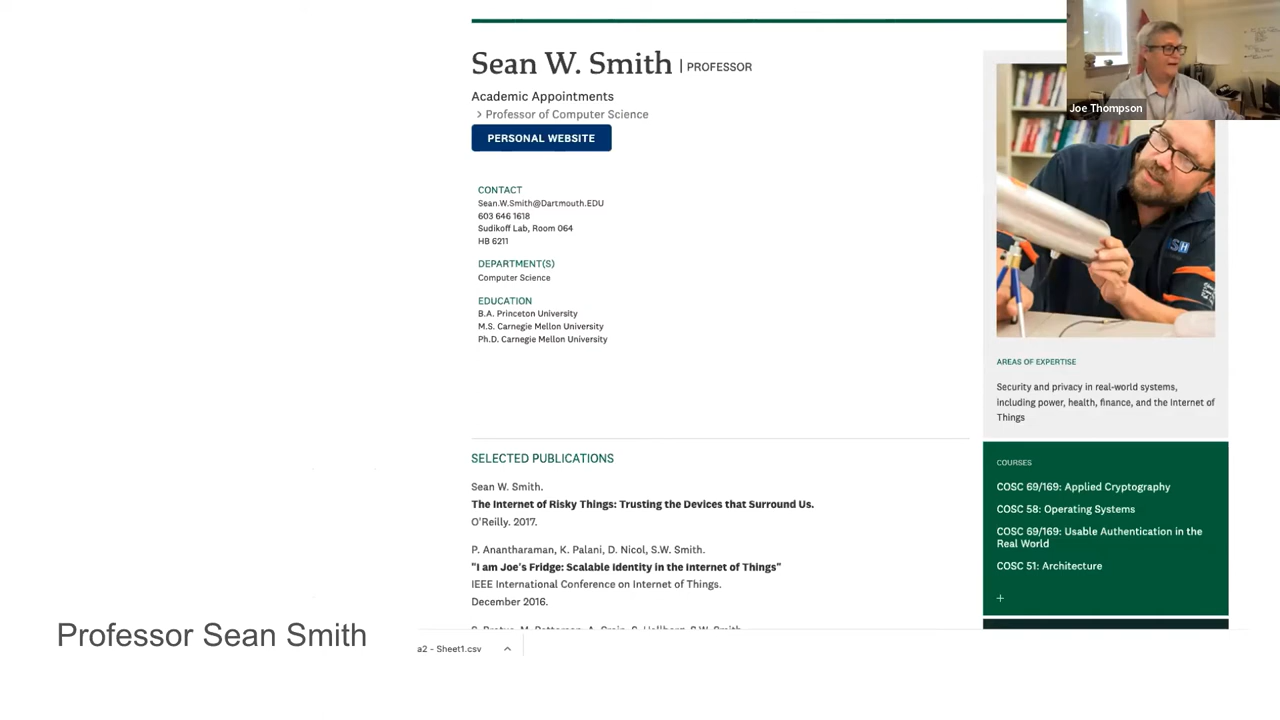 Sean W. Smith | PROFESSOR
Academic Appointments
> Professor of Computer Science
PERSONAL WEBSITE
CONTACT
Sean.W.Smith@Dartmouth.EDU
603 646 1618
Sudikoff Lab, Room 064
HB 6211
DEPARTMENT(S)
Computer Science
EDUCATION
B.A. Princeton University
M.S. Carnegie Mellon University
Ph.D. Carnegie Mellon University
SELECTED PUBLICATIONS
Sean W. Smith.
The Internet of Risky Things: Trusting the Devices that Surround Us.
O'Reilly. 2017.
P. Anantharaman, K. Palani, D. Nicol, S.W. Smith.
"I am Joe's Fridge: Scalable Identity in the Internet of Things"
IEEE International Conference on Internet of Things.
December 2016.
Joe Thompson
SH
AREAS OF EXPERTISE
Security and privacy in real-world systems,
including power, health, finance, and the Internet of
Things
COURSES
COSC 69/169: Applied Cryptography
COSC 58: Operating Systems
COSC 69/169: Usable Authentication in the
Real World
COSC 51: Architecture
+
Professor Sean Smith
a2 - Sheet1.csv